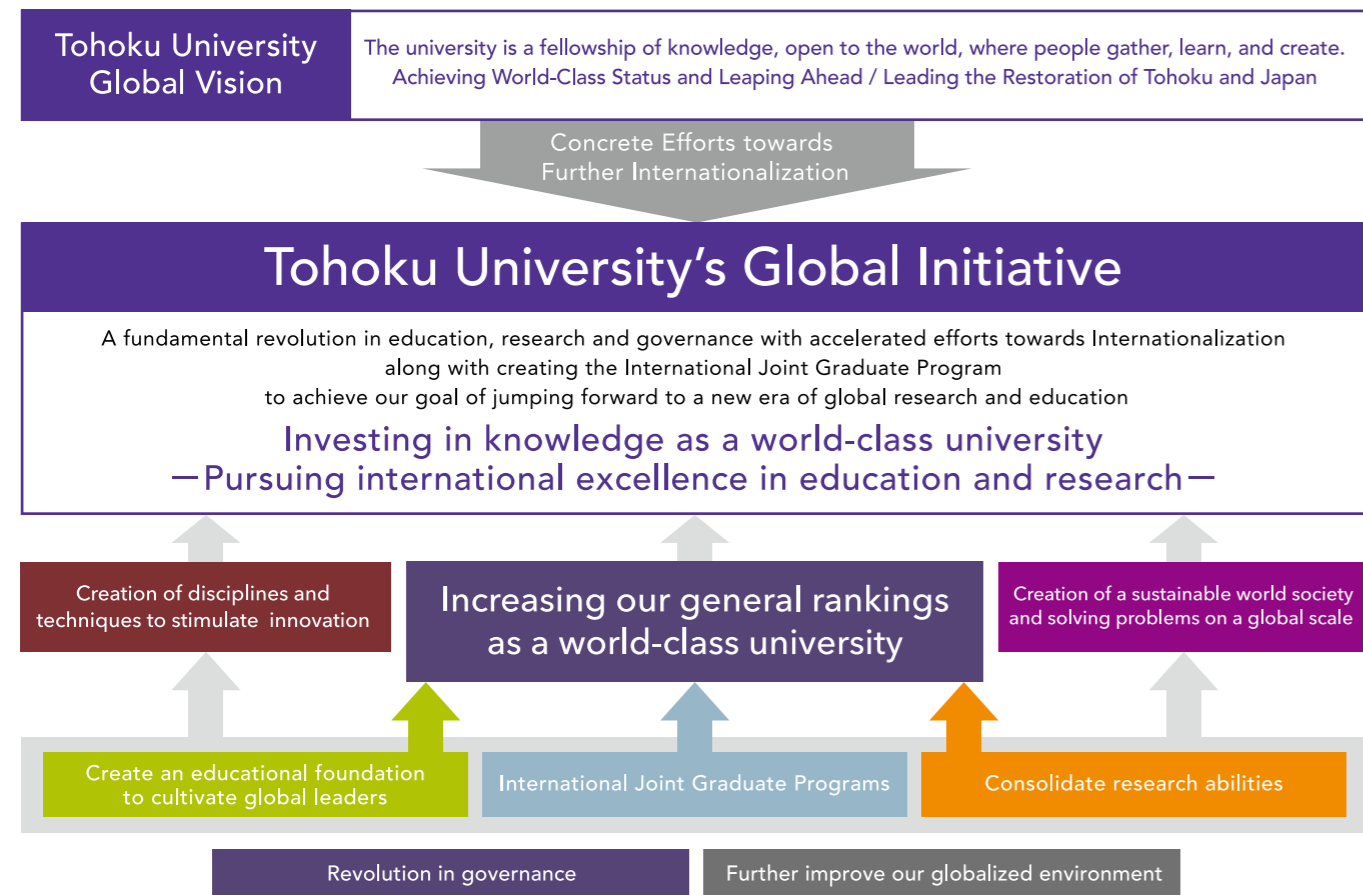 Tohoku University
Global Vision
The university is a fellowship of knowledge, open to the world, where people gather, learn, and create.
Achieving World-Class Status and Leaping Ahead / Leading the Restoration of Tohoku and Japan
Concrete Efforts towards
Further Internationalization
Tohoku University’s Global Initiative
A fundamental revolution in education, research and governance with accelerated efforts towards Internationalization
along with creating the International Joint Graduate Program
to achieve our goal of jumping forward to a new era of global research and education
Investing in knowledge as a world-class university
—Pursuing international excellence in education and research—
Creation of disciplines and
techniques to stimulate innovation
Increasing our general rankings
as a world-class university
Creation of a sustainable world society
and solving problems on a global scale
Create an educational foundation
to cultivate global leaders
International Joint Graduate Programs
Consolidate research abilities
Revolution in governance
Further improve our globalized environment